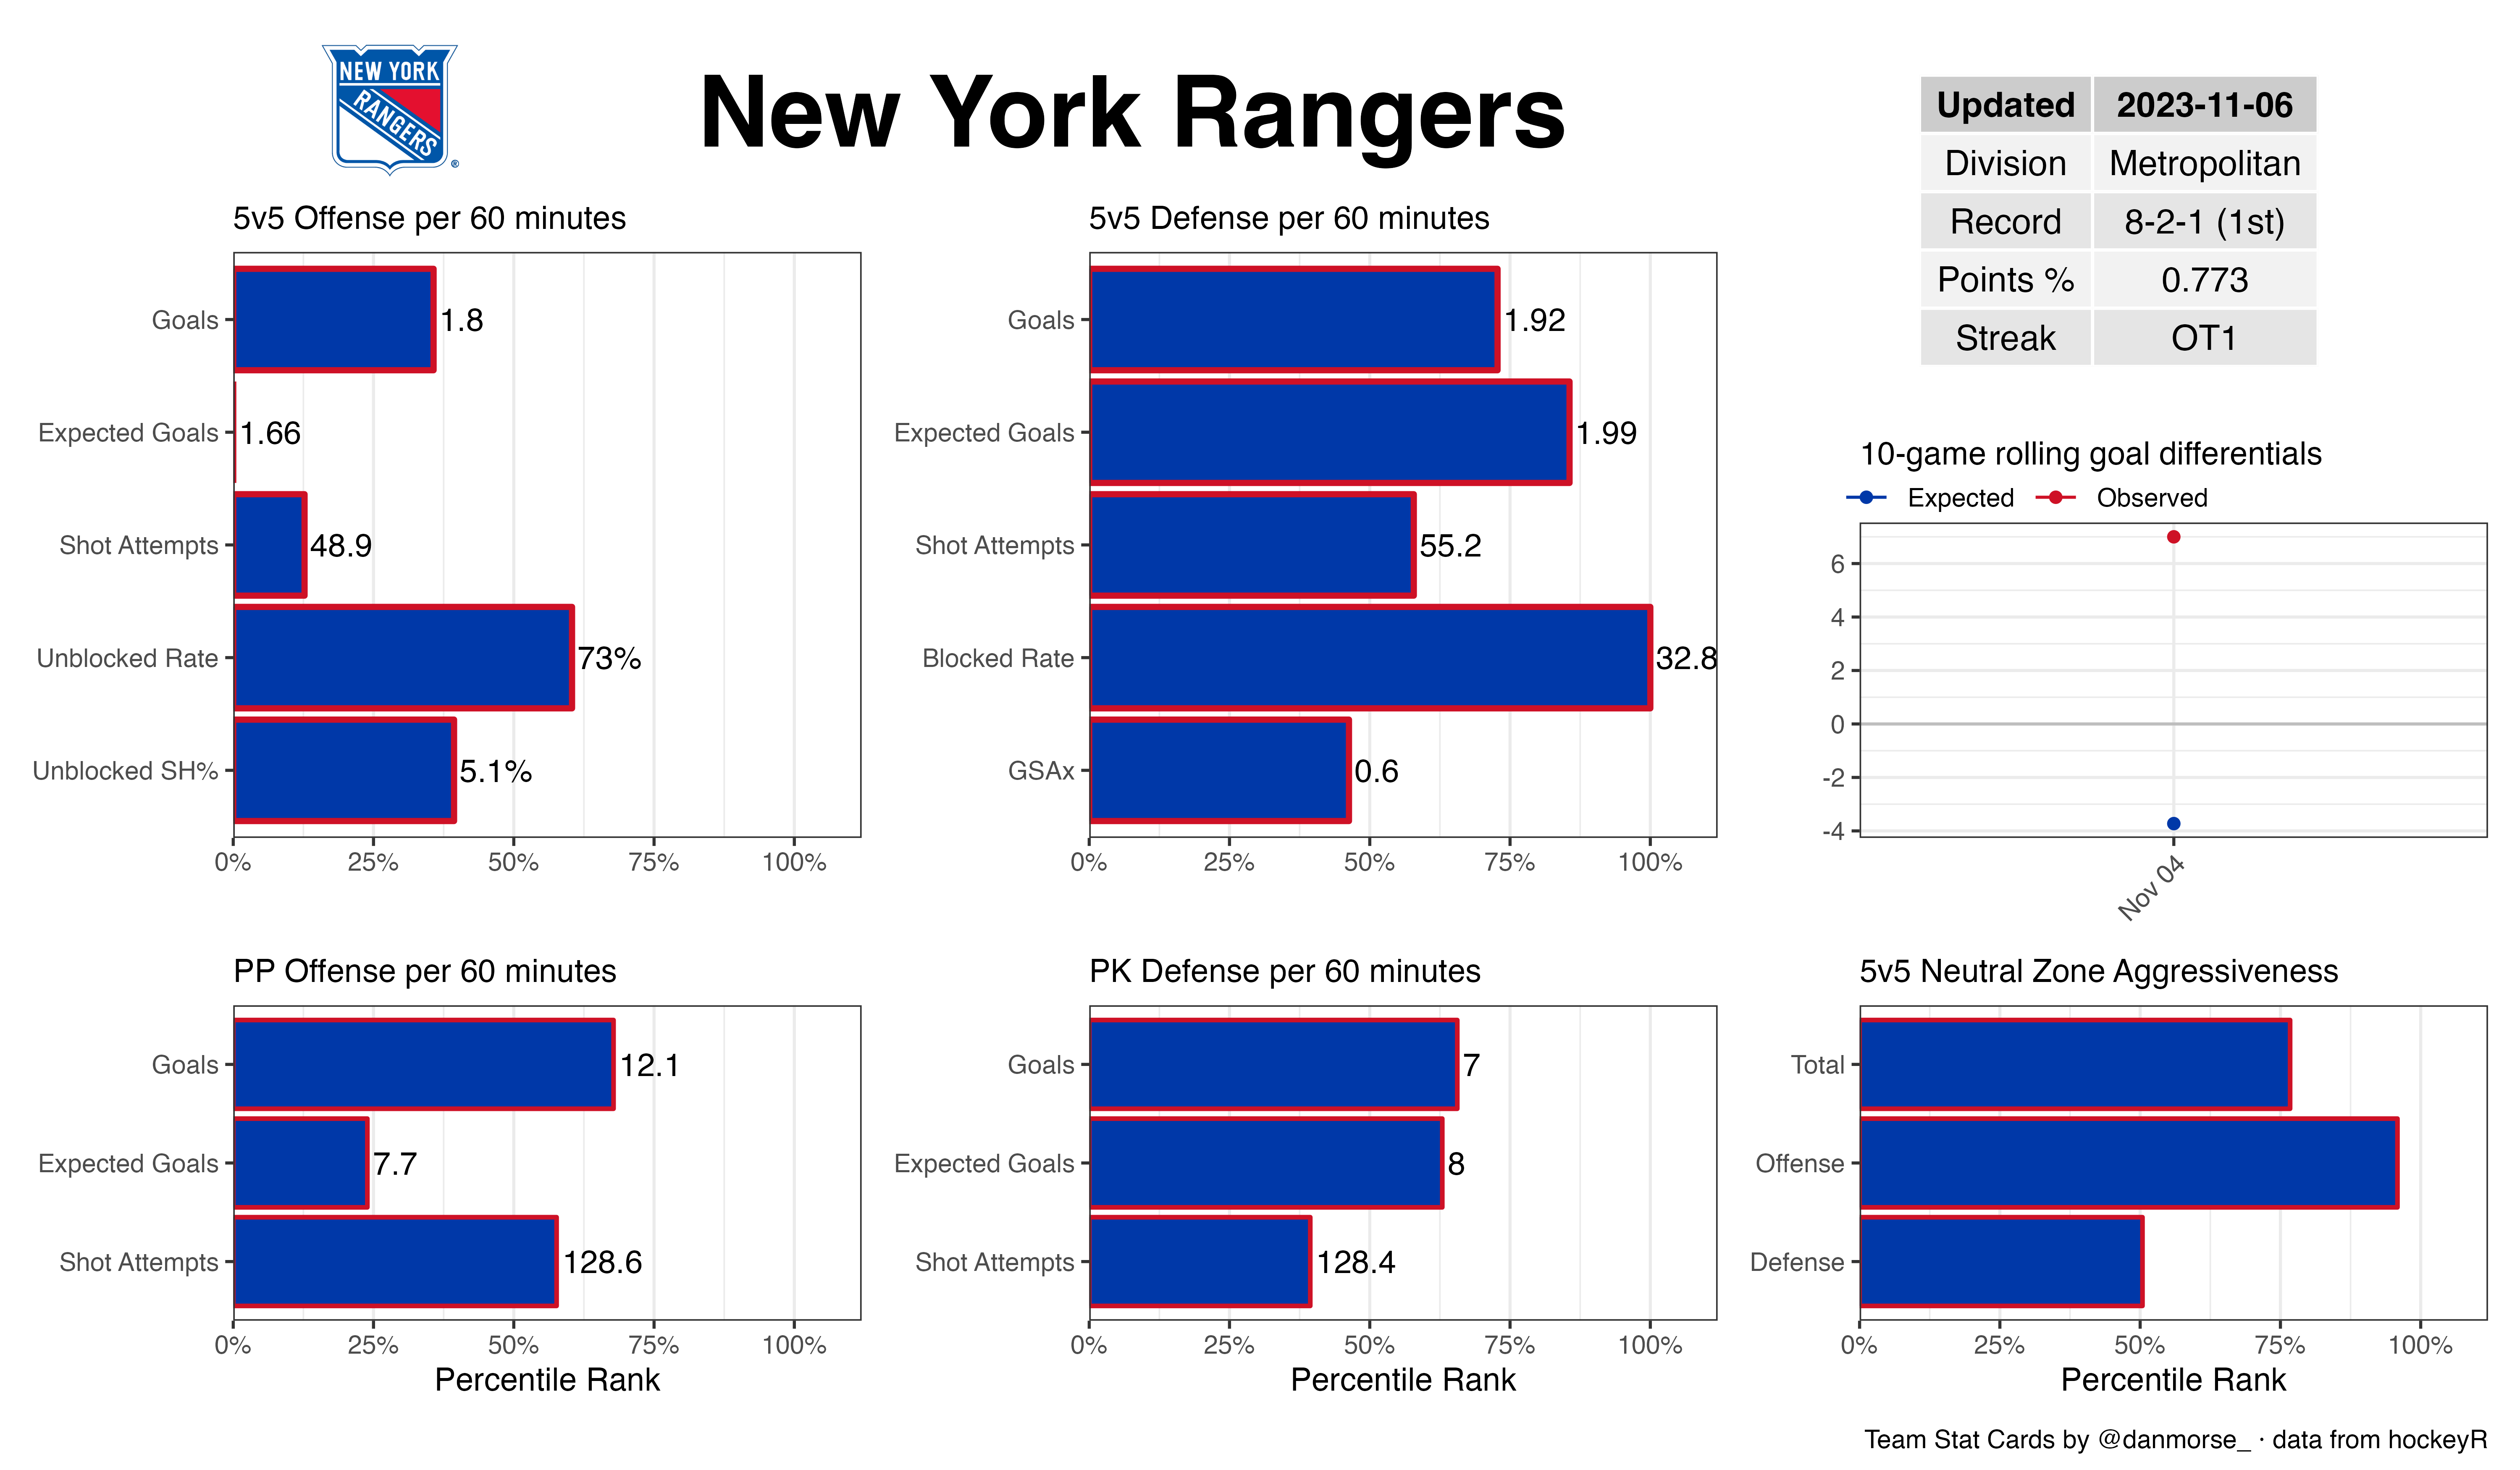 NEW YORK
RANGERS
®
New York Rangers
Updated 2023-11-06
Division Metropolitan
Record 8-2-1 (1st)
Points % 0.773
Streak OT1
5v5 Offense per 60 minutes
Goals 1.8
Expected Goals 1.66
Shot Attempts 48.9
Unblocked Rate 73%
Unblocked SH% 5.1%
0% 25% 50% 75% 100%
5v5 Defense per 60 minutes
Goals 1.92
Expected Goals 1.99
Shot Attempts 55.2
Blocked Rate 32.8
GSAx 0.6
0% 25% 50% 75% 100%
10-game rolling goal differentials
Expected Observed
6
4
2
0
-2
-4
Nov 04
PP Offense per 60 minutes
Goals 12.1
Expected Goals 7.7
Shot Attempts 128.6
0% 25% 50% 75% 100%
Percentile Rank
PK Defense per 60 minutes
Goals 7
Expected Goals 8
Shot Attempts 128.4
0% 25% 50% 75% 100%
Percentile Rank
5v5 Neutral Zone Aggressiveness
Total
Offense
Defense
0% 25% 50% 75% 100%
Percentile Rank
Team Stat Cards by @danmorse_ · data from hockeyR